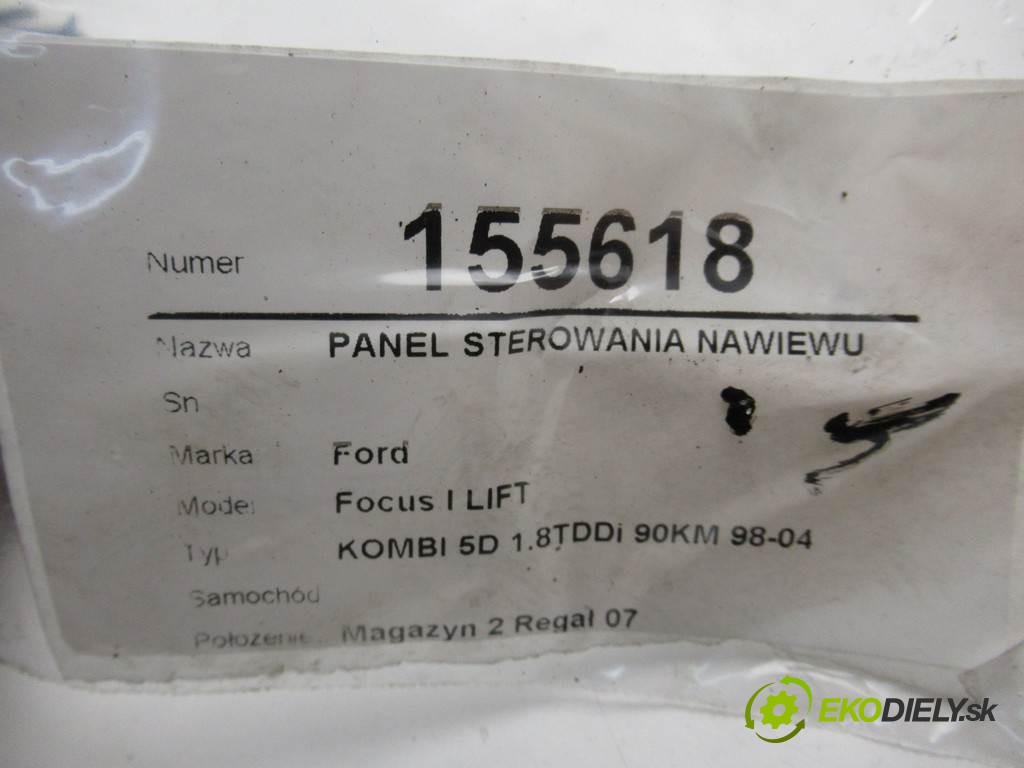 Numer 155618
Nazwa PANEL STEROWANIA NAWIEWU
Sn
Marka Ford
Model Focus I LIFT
Typ KOMBI 5D 1.8TDDi 90KM 98-04
Samochód
Położenie Magazyn 2 Regał 07
EKODIELY.sk